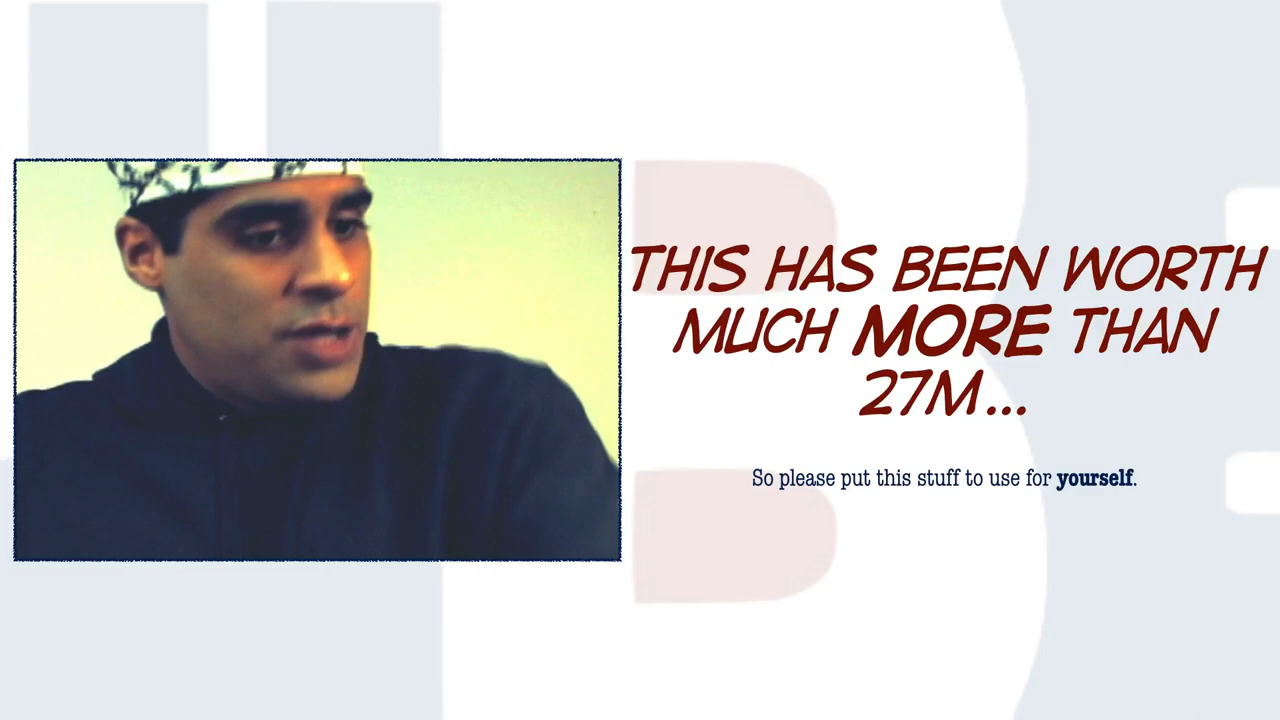 THIS HAS BEEN WORTH
MUCH MORE THAN
27M...
So please put this stuff to use for yourself.